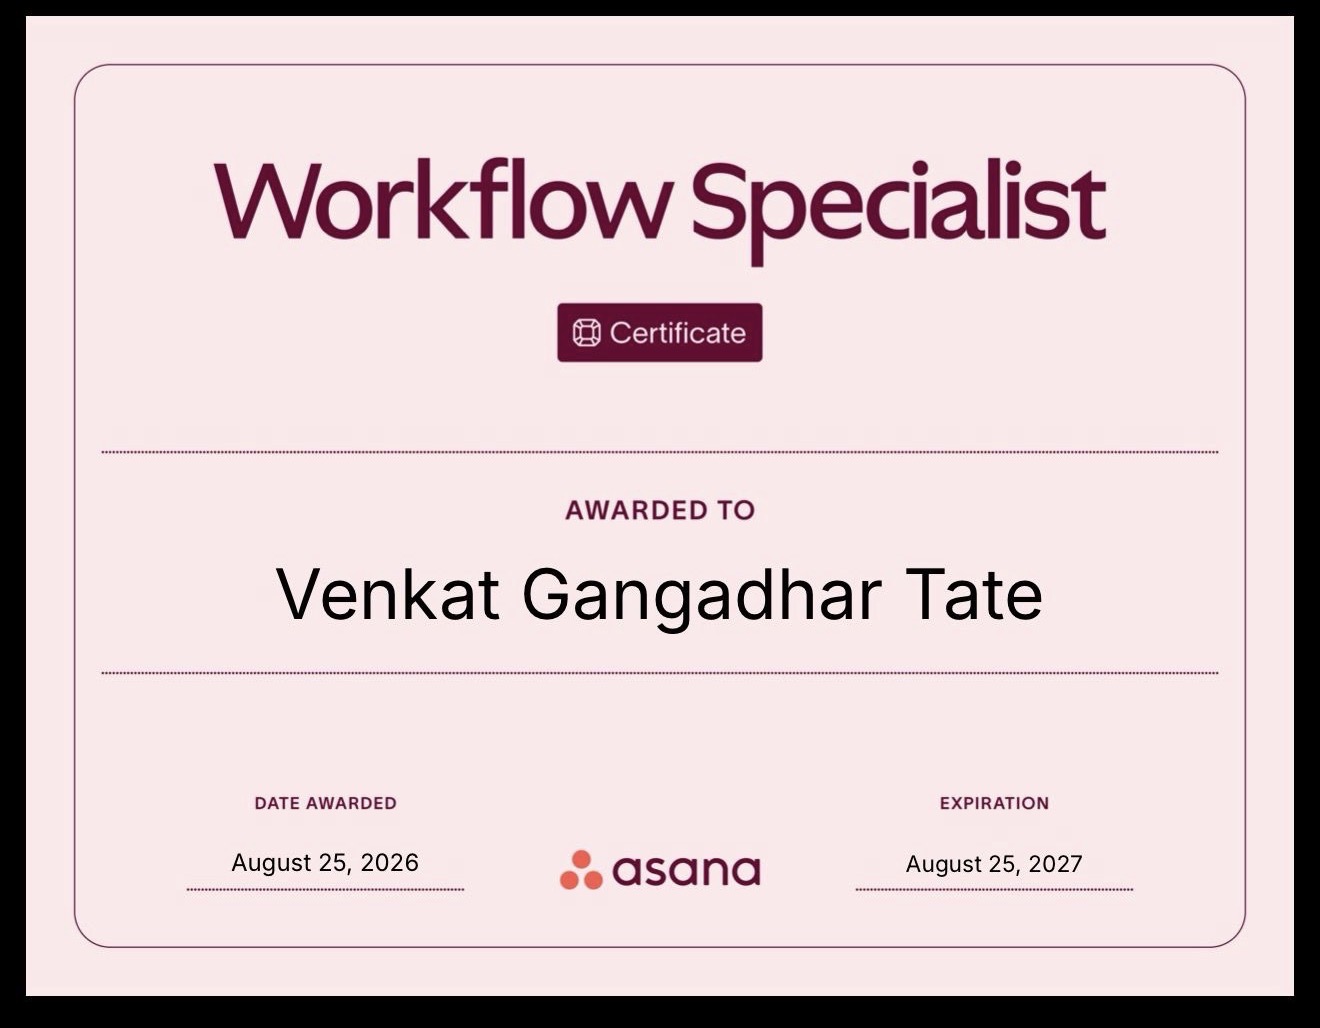 Workflow Specialist
Certificate
AWARDED TO
Venkat Gangadhar Tate
DATE AWARDED
August 25, 2026
asana
EXPIRATION
August 25, 2027